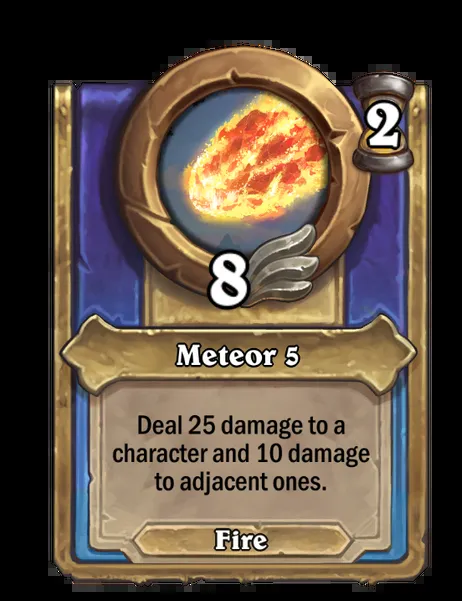 2
8
Meteor 5
Deal 25 damage to a
character and 10 damage
to adjacent ones.
Fire